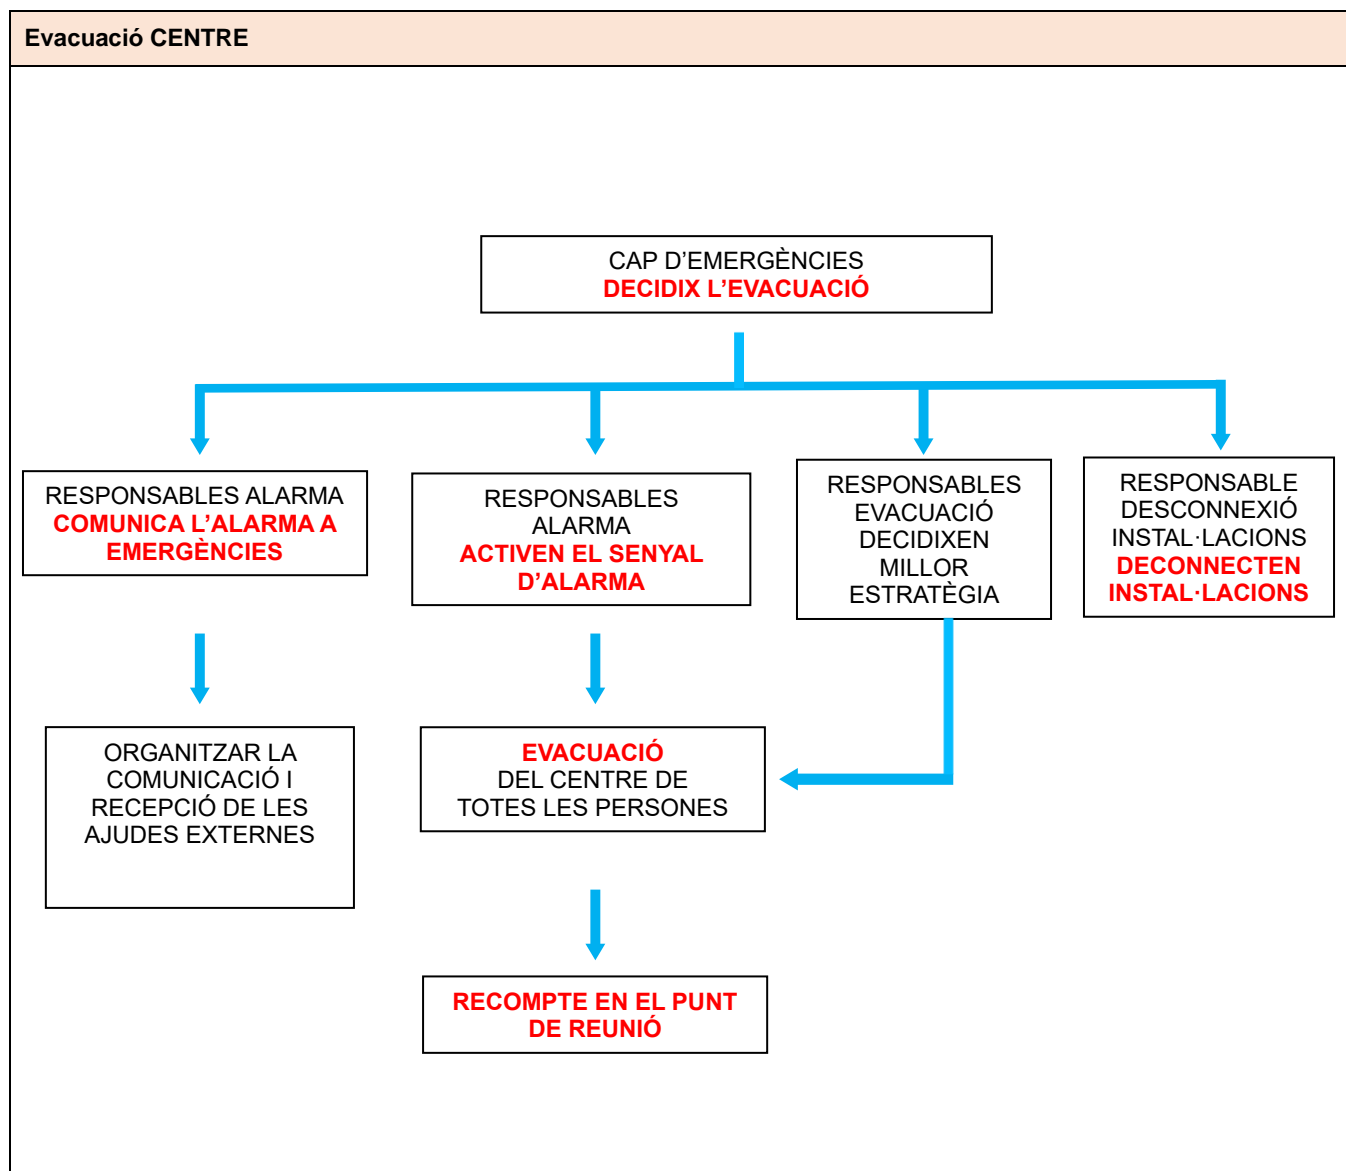 Evacuació CENTRE
CAP D’EMERGÈNCIES
DECIDIX L’EVACUACIÓ
RESPONSABLES ALARMA
COMUNICA L’ALARMA A
EMERGÈNCIES
RESPONSABLES
ALARMA
ACTIVEN EL SENYAL
D’ALARMA
RESPONSABLES
EVACUACIÓ
DECIDIXEN
MILLOR
ESTRATÈGIA
RESPONSABLE
DESCONNEXIÓ
INSTAL·LACIONS
DECONNECTEN
INSTAL·LACIONS
ORGANITZAR LA
COMUNICACIÓ I
RECEPCIÓ DE LES
AJUDES EXTERNES
EVACUACIÓ
DEL CENTRE DE
TOTES LES PERSONES
RECOMPTE EN EL PUNT
DE REUNIÓ